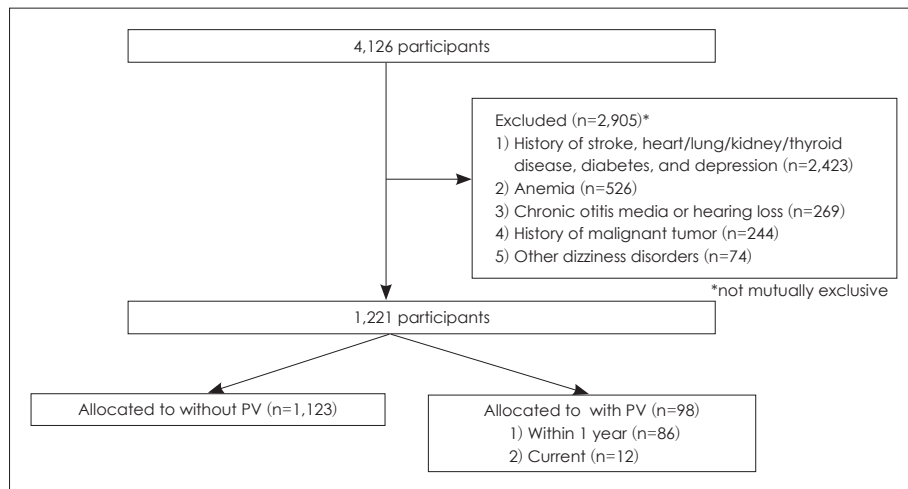 4,126 participants
Excluded (n=2,905)*
1) History of stroke, heart/lung/kidney/thyroid
disease, diabetes, and depression (n=2,423)
2) Anemia (n=526)
3) Chronic otitis media or hearing loss (n=269)
4) History of malignant tumor (n=244)
5) Other dizziness disorders (n=74)
*not mutually exclusive
1,221 participants
Allocated to without PV (n=1,123)
Allocated to with PV (n=98)
1) Within 1 year (n=86)
2) Current (n=12)